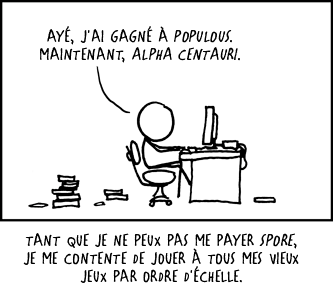 AYÉ, J'AI GAGNÉ À POPULOUS.
MAINTENANT, ALPHA CENTAURI.
TANT QUE JE NE PEUX PAS ME PAYER SPORE,
JE ME CONTENTE DE JOUER À TOUS MES VIEUX
JEUX PAR ORDRE D'ÉCHELLE.